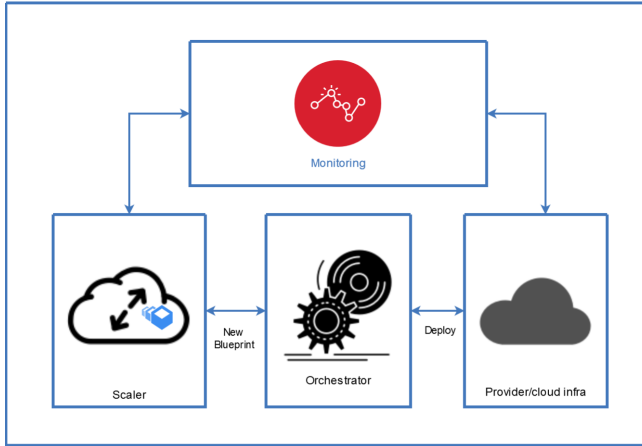 Monitoring
New
Blueprint
Deploy
Scaler
Orchestrator
Provider/cloud infra